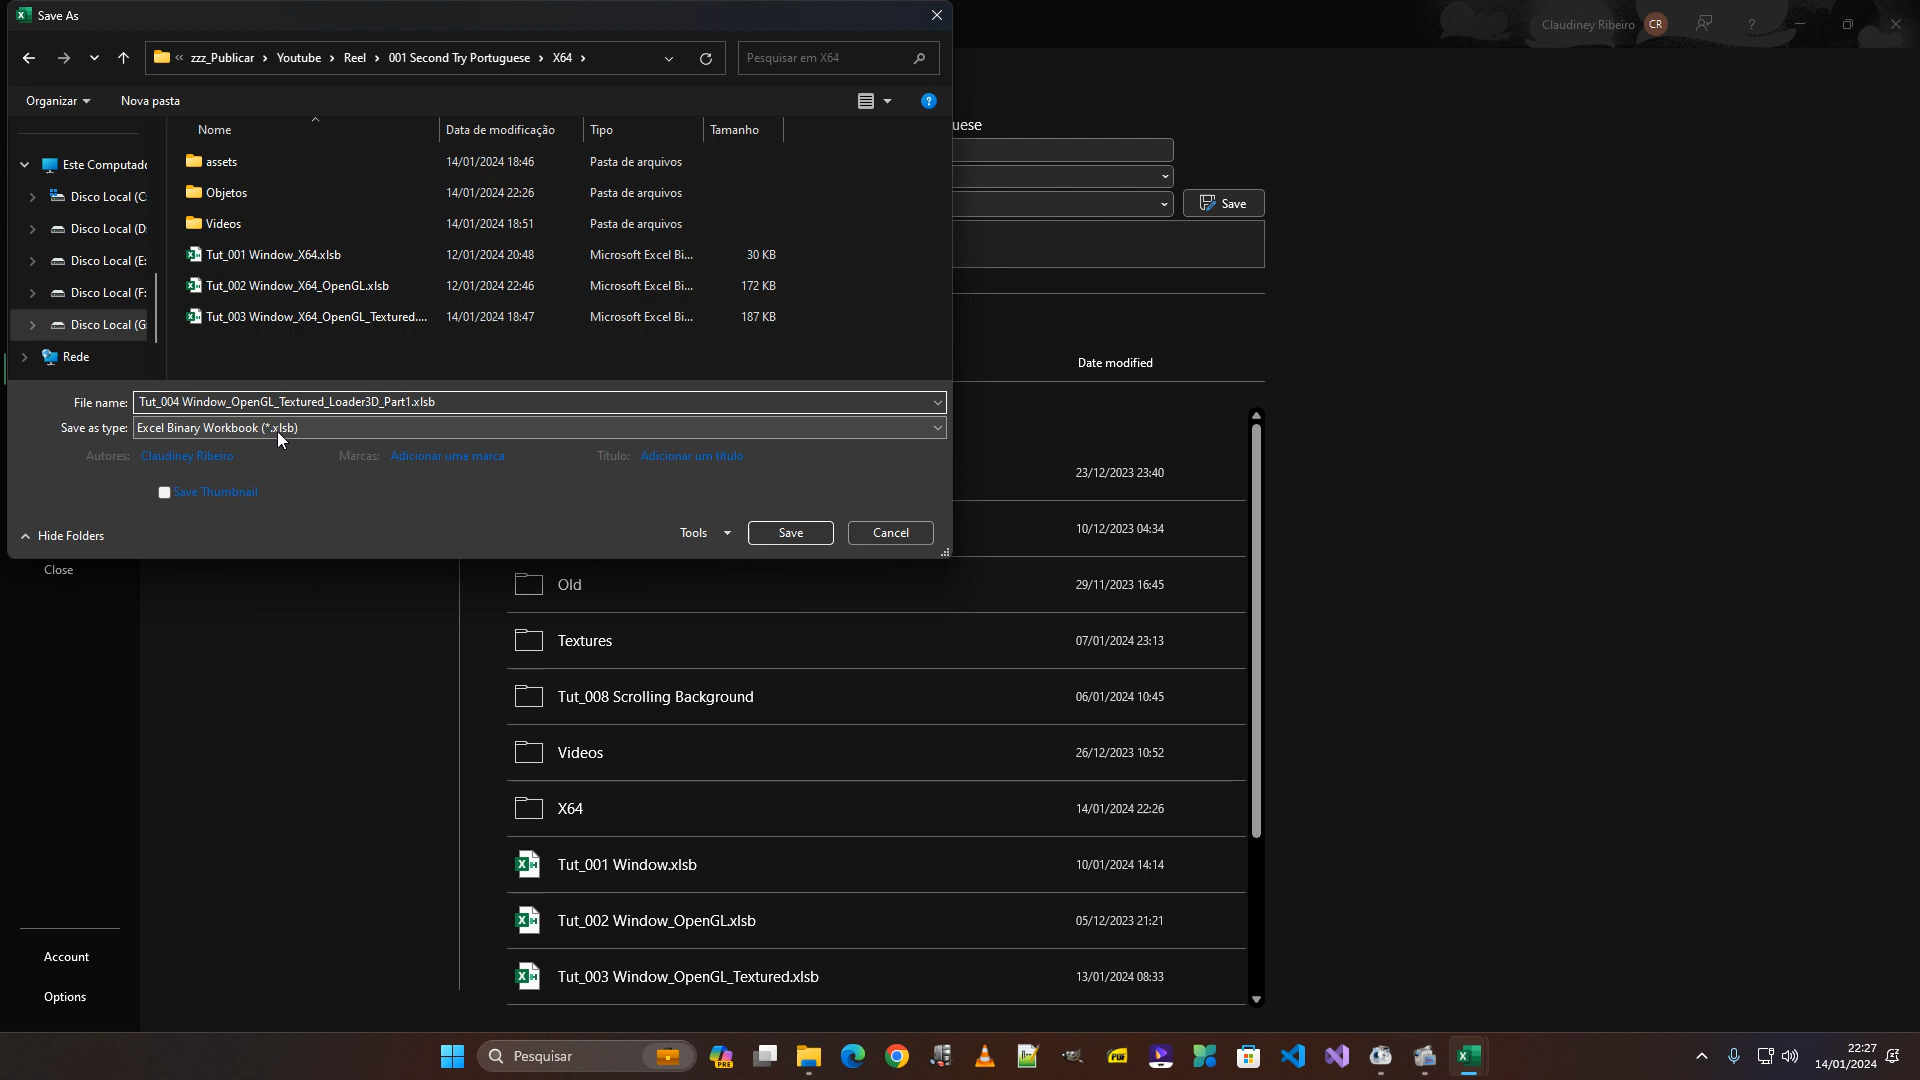 Save As
Claudiney Ribeiro CR
zzz_Publicar > Youtube > Reel > 001 Second Try Portuguese > X64 >
Pesquisar em X64
Organizar
Nova pasta
Nome Data de modificação Tipo Tamanho
uese
Este Computado
Disco Local (C:
Disco Local (D:
Disco Local (E:
Disco Local (F:
Disco Local (G:
Rede
assets 14/01/2024 18:46 Pasta de arquivos
Objetos 14/01/2024 22:26 Pasta de arquivos
Videos 14/01/2024 18:51 Pasta de arquivos
Tut_001 Window_X64.xlsb 12/01/2024 20:48 Microsoft Excel Bi... 30 KB
Tut_002 Window_X64_OpenGL.xlsb 12/01/2024 22:46 Microsoft Excel Bi... 172 KB
Tut_003 Window_X64_OpenGL_Textured.... 14/01/2024 18:47 Microsoft Excel Bi... 187 KB
Save
Date modified
File name: Tut_004 Window_OpenGL_Textured_Loader3D_Part1.xlsb
Save as type: Excel Binary Workbook (*.xlsb)
Autores: Claudiney Ribeiro Marcas: Adicionar uma marca Título: Adicionar um título
Save Thumbnail
Hide Folders
Tools Save Cancel
23/12/2023 23:40
10/12/2023 04:34
Close
Old 29/11/2023 16:45
Textures 07/01/2024 23:13
Tut_008 Scrolling Background 06/01/2024 10:45
Videos 26/12/2023 10:52
X64 14/01/2024 22:26
Tut_001 Window.xlsb 10/01/2024 14:14
Tut_002 Window_OpenGL.xlsb 05/12/2023 21:21
Tut_003 Window_OpenGL_Textured.xlsb 13/01/2024 08:33
Account
Options
Pesquisar
PRE
PDF
22:27
14/01/2024